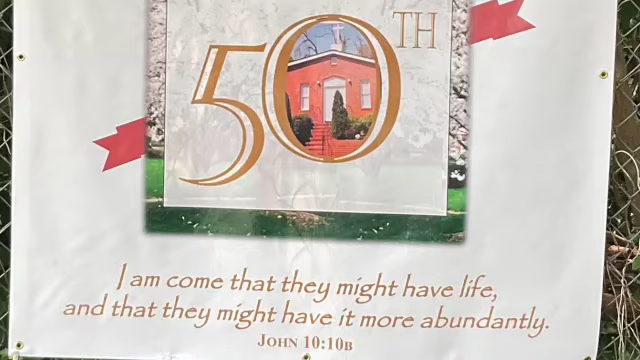 50TH
I am come that they might have life,
and that they might have it more abundantly.
JOHN 10:10B